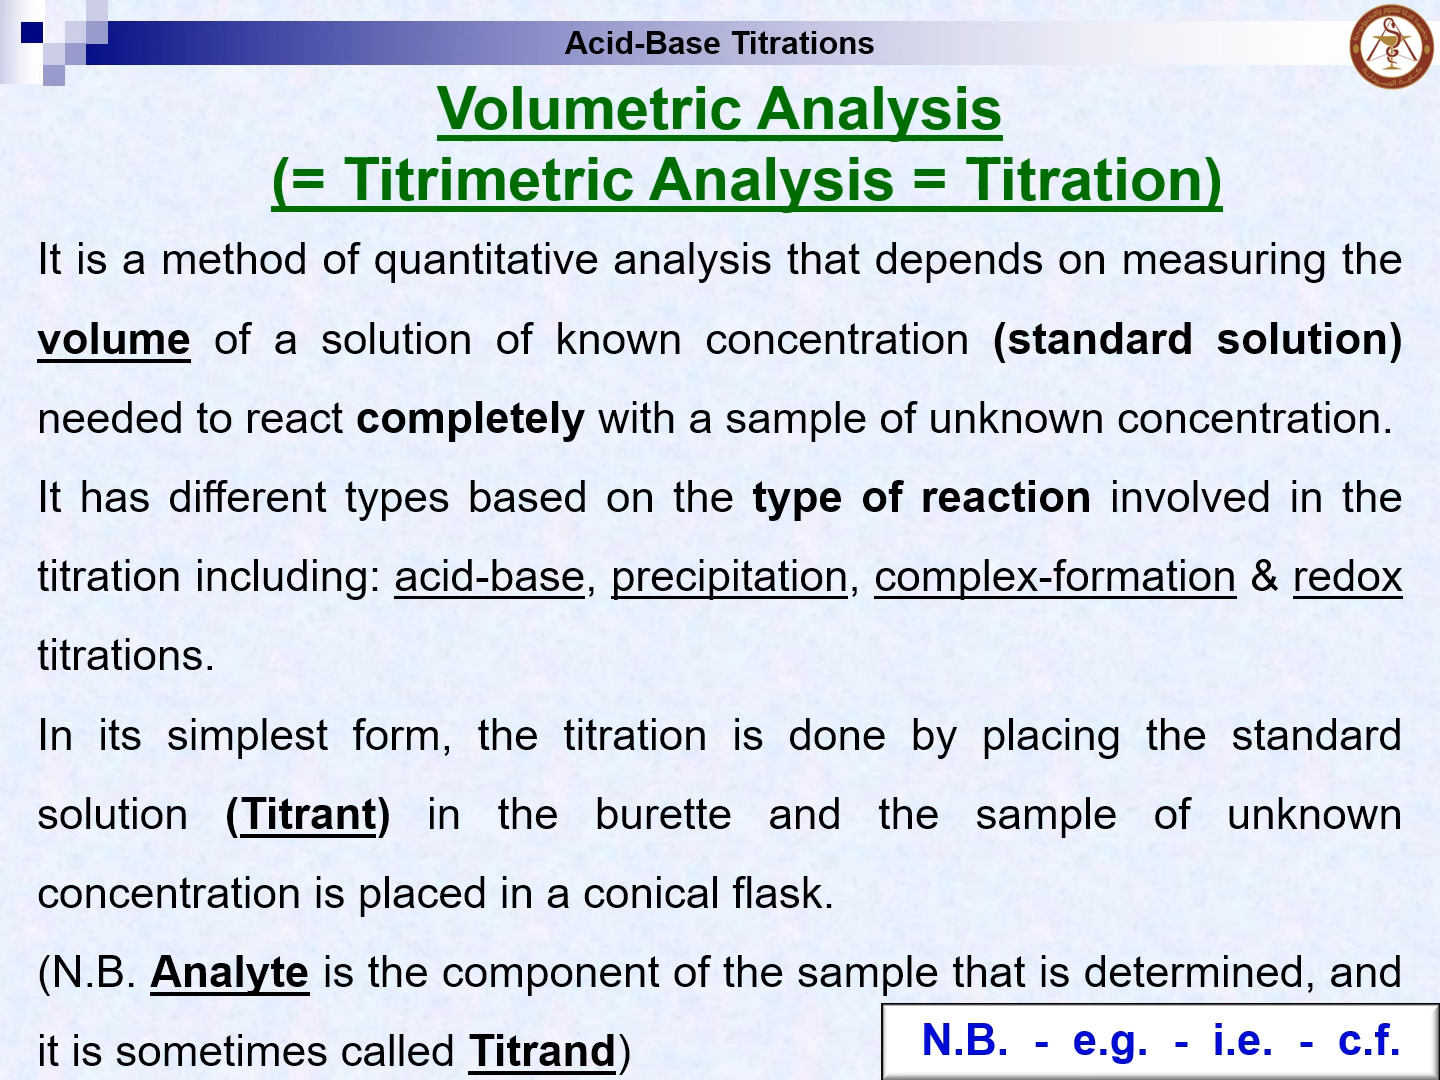 Acid-Base Titrations
Volumetric Analysis
(= Titrimetric Analysis = Titration)
It is a method of quantitative analysis that depends on measuring the
volume of a solution of known concentration (standard solution)
needed to react completely with a sample of unknown concentration.
It has different types based on the type of reaction involved in the
titration including: acid-base, precipitation, complex-formation & redox
titrations.
In its simplest form, the titration is done by placing the standard
solution (Titrant) in the burette and the sample of unknown
concentration is placed in a conical flask.
(N.B. Analyte is the component of the sample that is determined, and
it is sometimes called Titrand)
N.B. - e.g. - i.e. - c.f.